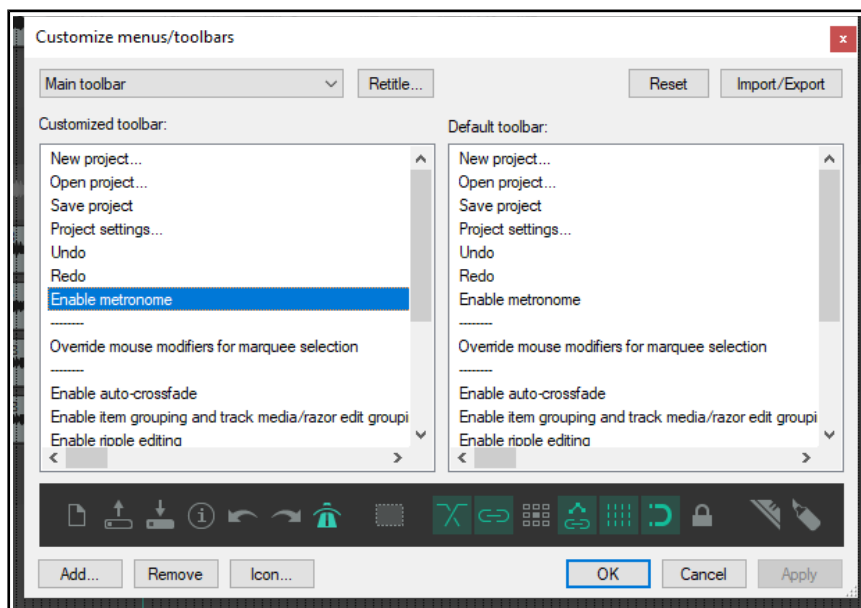 Customize menus/toolbars
x
Main toolbar
Retitle...
Reset
Import/Export
Customized toolbar:
Default toolbar:
New project...
Open project...
Save project
Project settings...
Undo
Redo
Enable metronome
--------
Override mouse modifiers for marquee selection
--------
Enable auto-crossfade
Enable item grouping and track media/razor edit groupi
Enable ripple editing
New project...
Open project...
Save project
Project settings...
Undo
Redo
Enable metronome
--------
Override mouse modifiers for marquee selection
--------
Enable auto-crossfade
Enable item grouping and track media/razor edit groupi
Enable ripple editing
Add...
Remove
Icon...
OK
Cancel
Apply